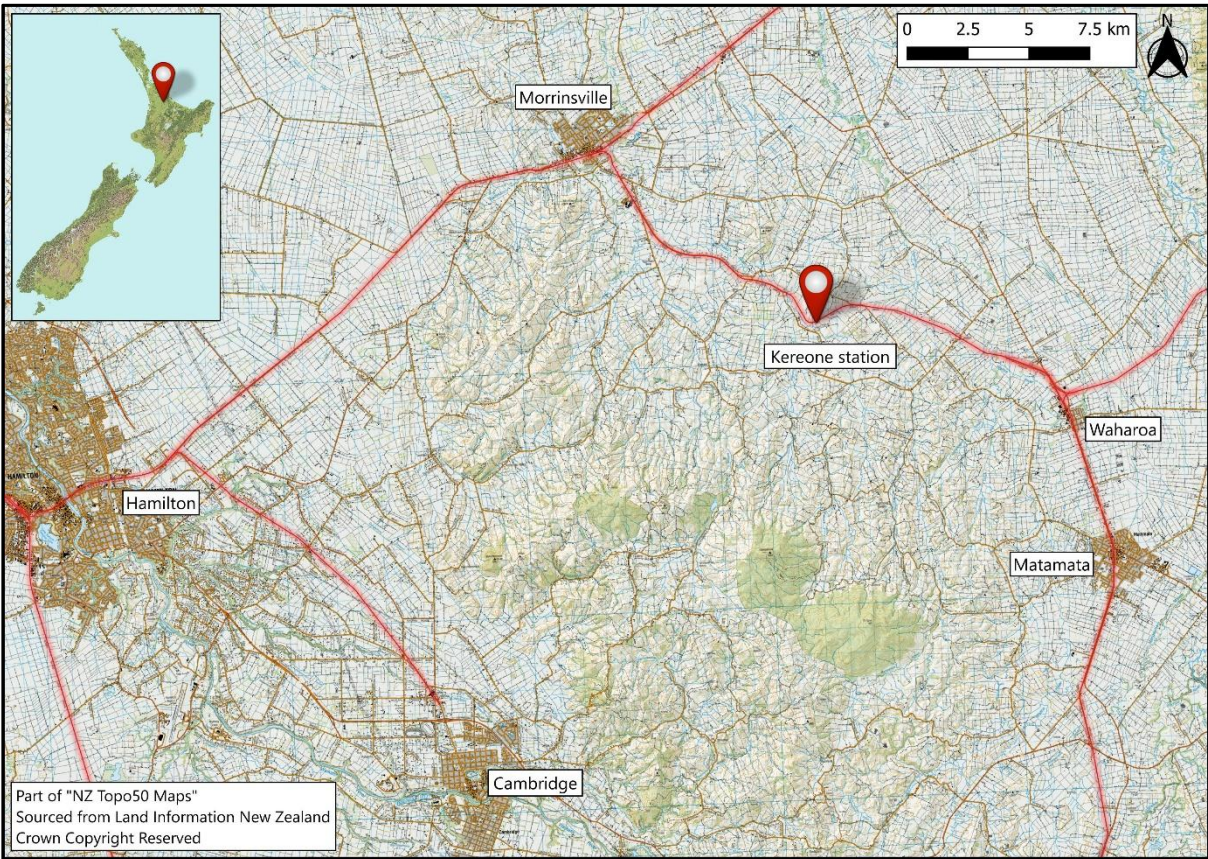 0 2.5 5 7.5 km
N
Morrinsville
Kereone station
Waharoa
HAMILTON
Hamilton
Matamata
Cambridge
Part of "NZ Topo50 Maps"
Sourced from Land Information New Zealand
Crown Copyright Reserved